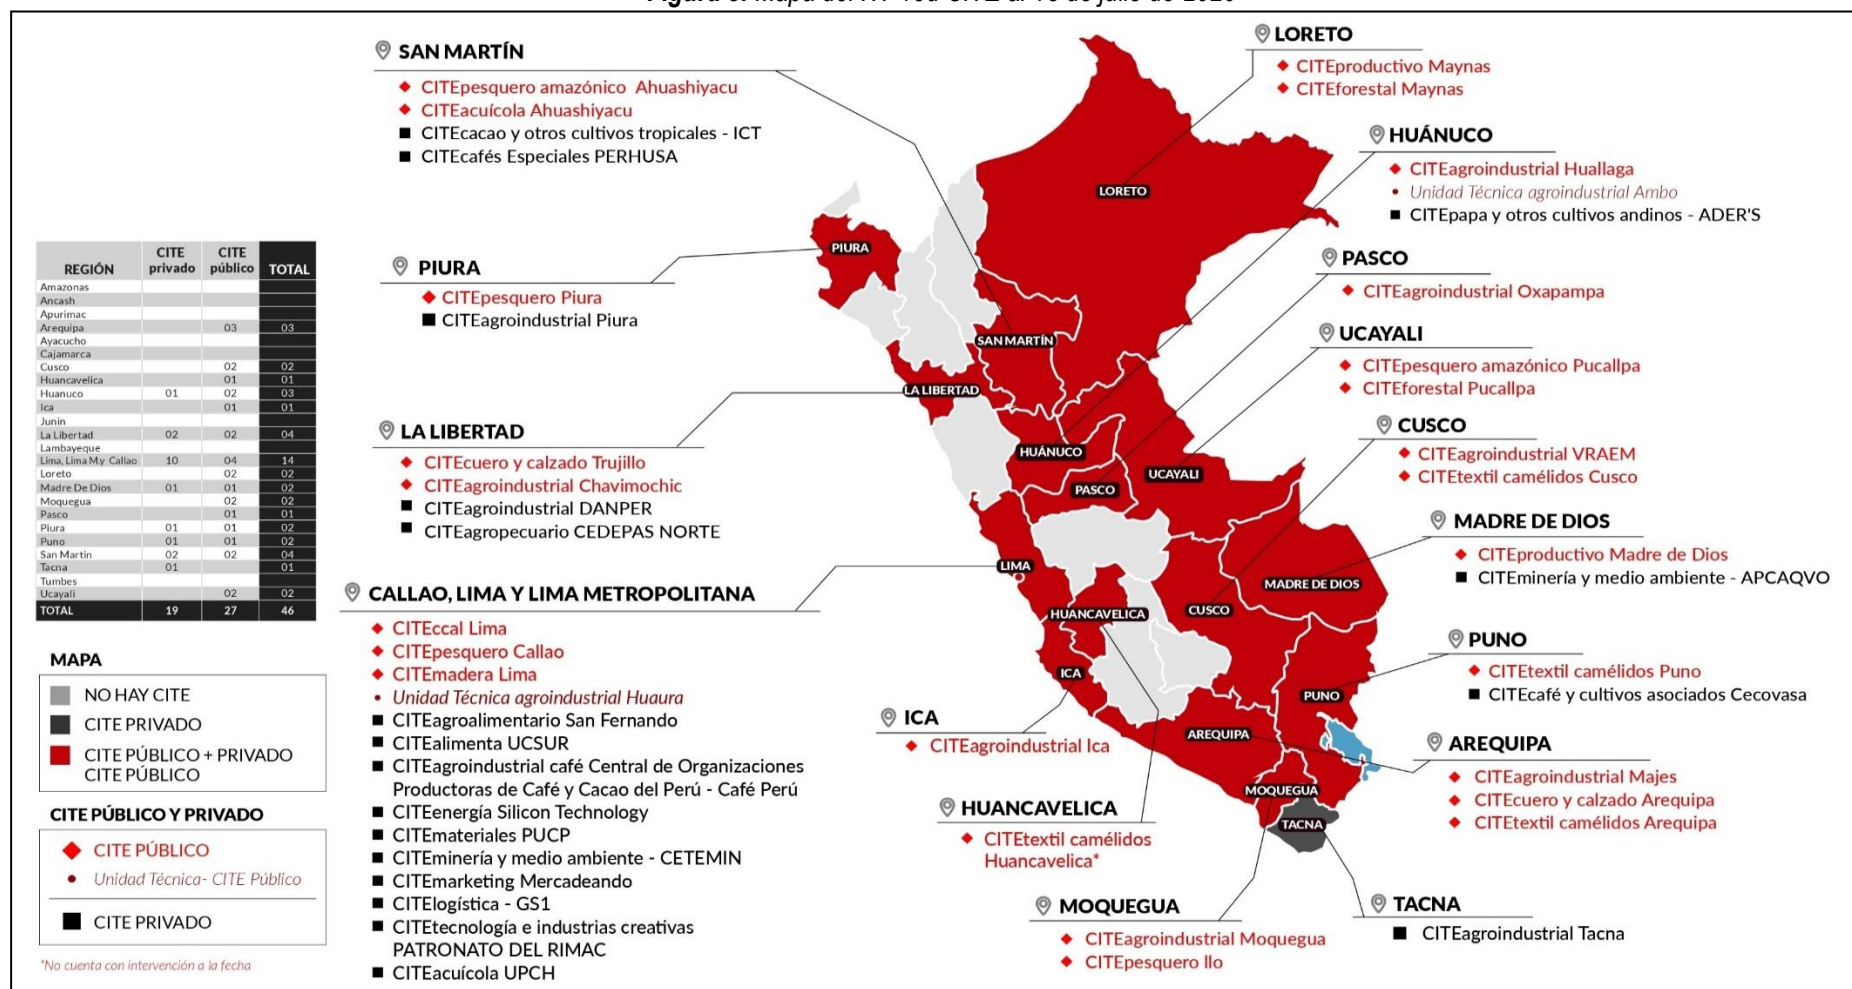 SAN MARTÍN
CITEpesquero amazónico Ahuashiyacu
CITEacuícola Ahuashiyacu
CITEcacao y otros cultivos tropicales - ICT
CITEcafés Especiales PERHUSA
LORETO
CITEproductivo Maynas
CITEforestal Maynas
HUÁNUCO
CITEagroindustrial Huallaga
Unidad Técnica agroindustrial Ambo
CITEpapa y otros cultivos andinos - ADER'S
PIURA
CITEpesquero Piura
CITEagroindustrial Piura
PASCO
CITEagroindustrial Oxapampa
UCAYALI
CITEpesquero amazónico Pucallpa
CITEforestal Pucallpa
LA LIBERTAD
CITEcuero y calzado Trujillo
CITEagroindustrial Chavimochic
CITEagroindustrial DANPER
CITEagropecuario CEDEPAS NORTE
CUSCO
CITEagroindustrial VRAEM
CITEtextil camélidos Cusco
MADRE DE DIOS
CITEproductivo Madre de Dios
CITEminería y medio ambiente - APCAQVO
CALLAO, LIMA Y LIMA METROPOLITANA
CITEccal Lima
CITEpesquero Callao
CITEmadera Lima
Unidad Técnica agroindustrial Huaura
CITEagroalimentario San Fernando
CITEalimenta UCSUR
CITEagroindustrial café Central de Organizaciones
Productoras de Café y Cacao del Perú - Café Perú
CITEenergía Silicon Technology
CITEmateriales PUCP
CITEminería y medio ambiente - CETEMIN
CITEmarketing Mercadeando
CITElogística - GS1
CITEtecnología e industrias creativas
PATRONATO DEL RIMAC
CITEacuícola UPCH
PUNO
CITEtextil camélidos Puno
CITEcafé y cultivos asociados Cecovasa
ICA
CITEagroindustrial Ica
AREQUIPA
CITEagroindustrial Majes
CITEcuero y calzado Arequipa
CITEtextil camélidos Arequipa
HUANCAVELICA
CITEtextil camélidos
Huancavelica*
MOQUEGUA
CITEagroindustrial Moquegua
CITEpesquero Ilo
TACNA
CITEagroindustrial Tacna
LORETO
PIURA
SAN MARTÍN
LA LIBERTAD
HUÁNUCO
UCAYALI
PASCO
LIMA
MADRE DE DIOS
CUSCO
HUANCAVELICA
ICA
PUNO
AREQUIPA
MOQUEGUA
TACNA
REGIÓN CITE privado CITE público TOTAL
Amazonas
Ancash
Apurimac
Arequipa 03 03
Ayacucho
Cajamarca
Cusco 02 02
Huancavelica 01 01
Huanuco 01 02 03
Ica 01 01
Junin
La Libertad 02 02 04
Lambayeque
Lima, Lima M.y Callao 10 04 14
Loreto 02 02
Madre De Dios 01 01 02
Moquegua 02 02
Pasco 01 01
Piura 01 01 02
Puno 01 01 02
San Martin 02 02 04
Tacna 01 01
Tumbes
Ucayali 02 02
TOTAL 19 27 46
MAPA
NO HAY CITE
CITE PRIVADO
CITE PÚBLICO + PRIVADO
CITE PÚBLICO
CITE PÚBLICO Y PRIVADO
CITE PÚBLICO
Unidad Técnica- CITE Público
CITE PRIVADO
*No cuenta con intervención a la fecha